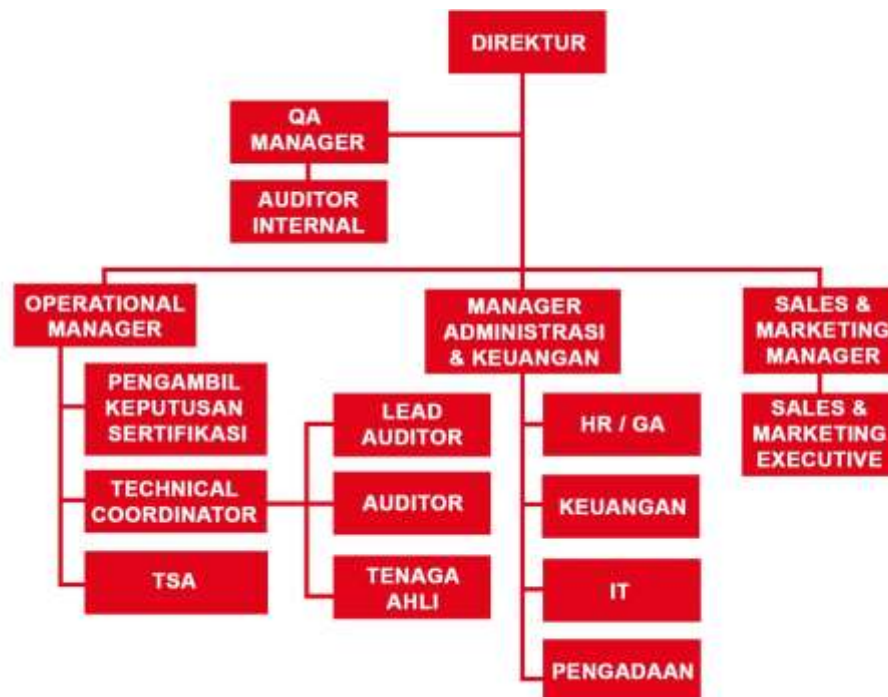 DIREKTUR
QA
MANAGER
AUDITOR
INTERNAL
OPERATIONAL
MANAGER
MANAGER
ADMINISTRASI
& KEUANGAN
SALES &
MARKETING
MANAGER
PENGAMBIL
KEPUTUSAN
SERTIFIKASI
LEAD
AUDITOR
HR / GA
SALES &
MARKETING
EXECUTIVE
TECHNICAL
COORDINATOR
AUDITOR
KEUANGAN
TSA
TENAGA
AHLI
IT
PENGADAAN